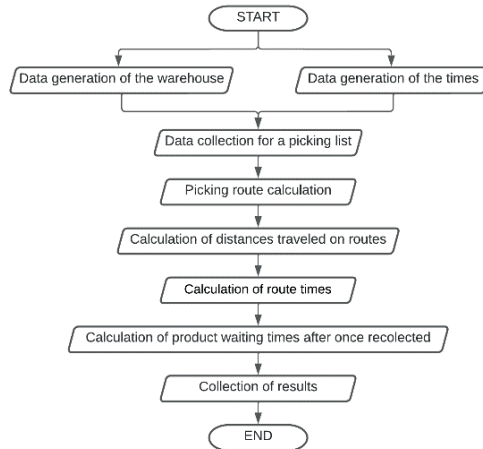 START
Data generation of the warehouse
Data generation of the times
Data collection for a picking list
Picking route calculation
Calculation of distances traveled on routes
Calculation of route times
Calculation of product waiting times after once recolected
Collection of results
END